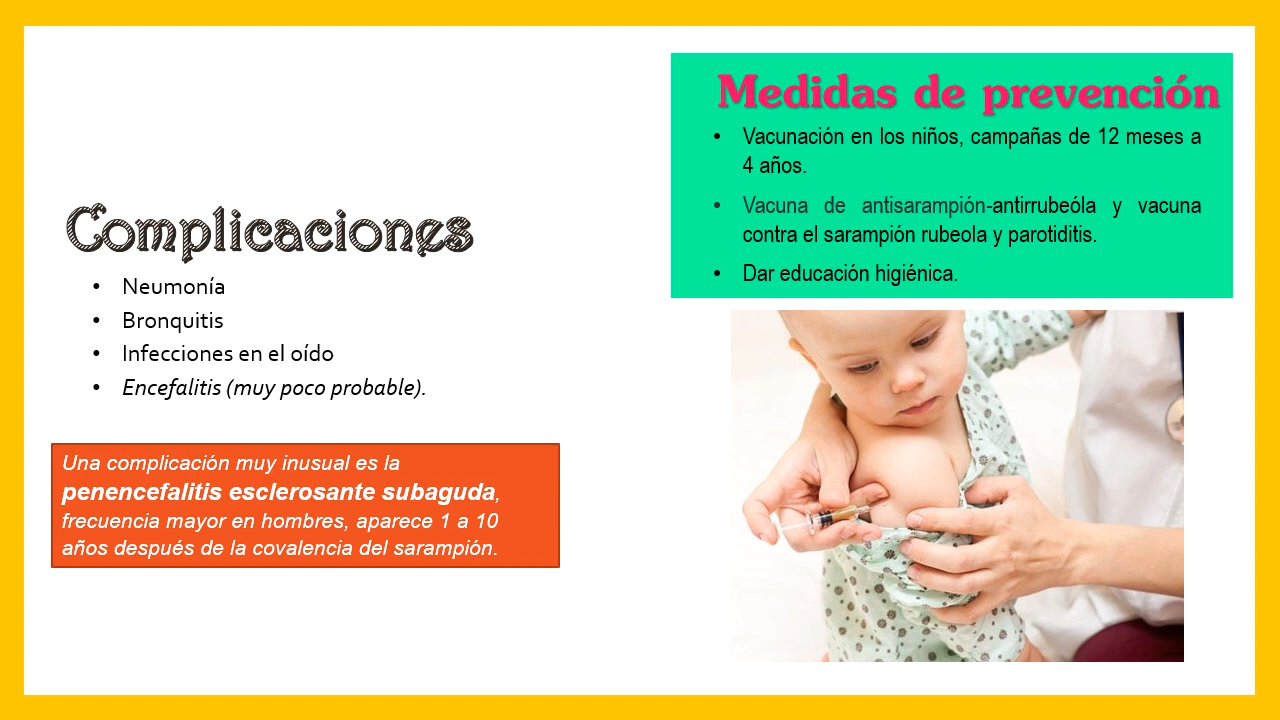 Complicaciones
• Neumonía
• Bronquitis
• Infecciones en el oído
• Encefalitis (muy poco probable).
Una complicación muy inusual es la
penencefalitis esclerosante subaguda,
frecuencia mayor en hombres, aparece 1 a 10
años después de la covalencia del sarampión.
Medidas de prevención
• Vacunación en los niños, campañas de 12 meses a
4 años.
• Vacuna de antisarampión-antirrubeóla y vacuna
contra el sarampión rubeola y parotiditis.
• Dar educación higiénica.